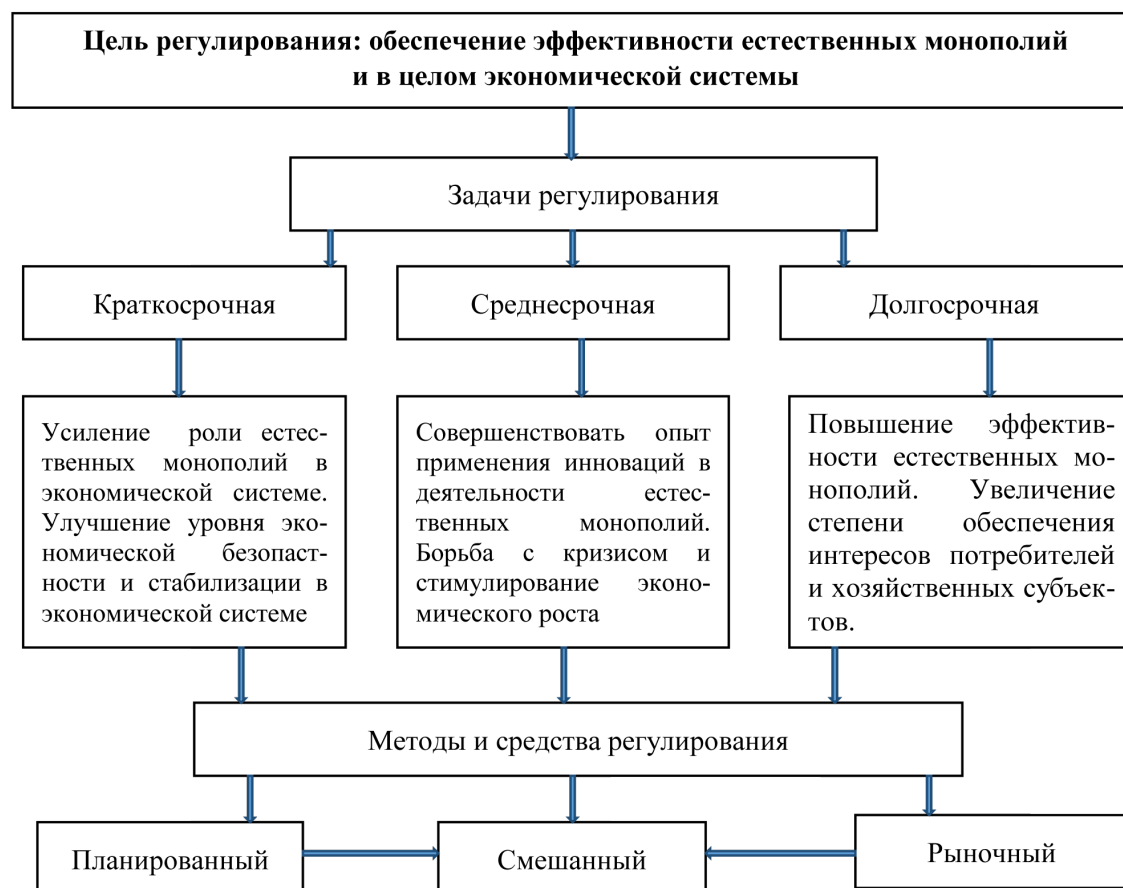 Цель регулирования: обеспечение эффективности естественных монополий
и в целом экономической системы
Задачи регулирования
Краткосрочная
Среднесрочная
Долгосрочная
Усиление роли естес-
твенных монополий в
экономической системе.
Улучшение уровня эко-
номической безопаст-
ности и стабилизации в
экономической системе
Совершенствовать опыт
применения инноваций в
деятельности естес-
твенных монополий.
Борьба с кризисом и
стимулирование эконо-
мического роста
Повышение эффектив-
ности естественных мо-
нополий. Увеличение
степени обеспечения
интересов потребителей
и хозяйственных субъек-
тов.
Методы и средства регулирования
Планированный
Смешанный
Рыночный